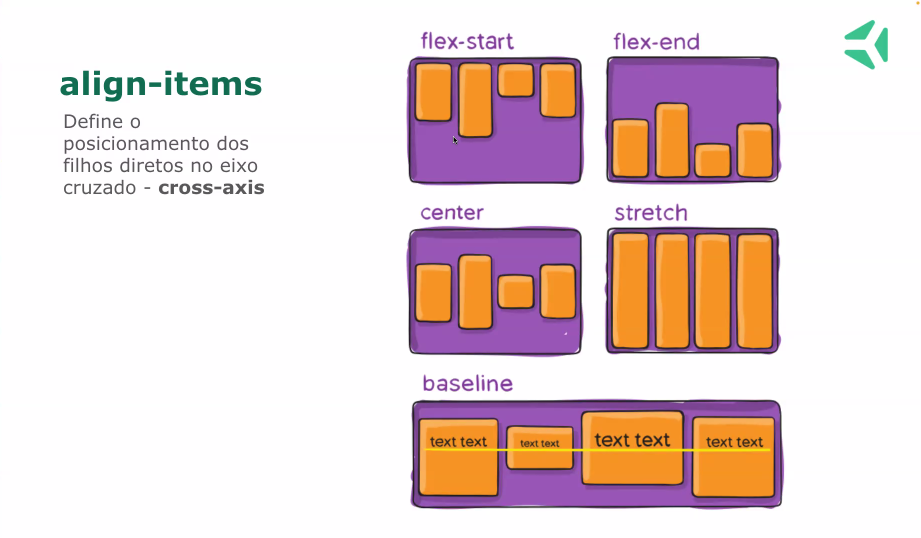 align-items
Define o
posicionamento dos
filhos diretos no eixo
cruzado - cross-axis
flex-start
flex-end
center
stretch
baseline
text text
text text
text text
text text